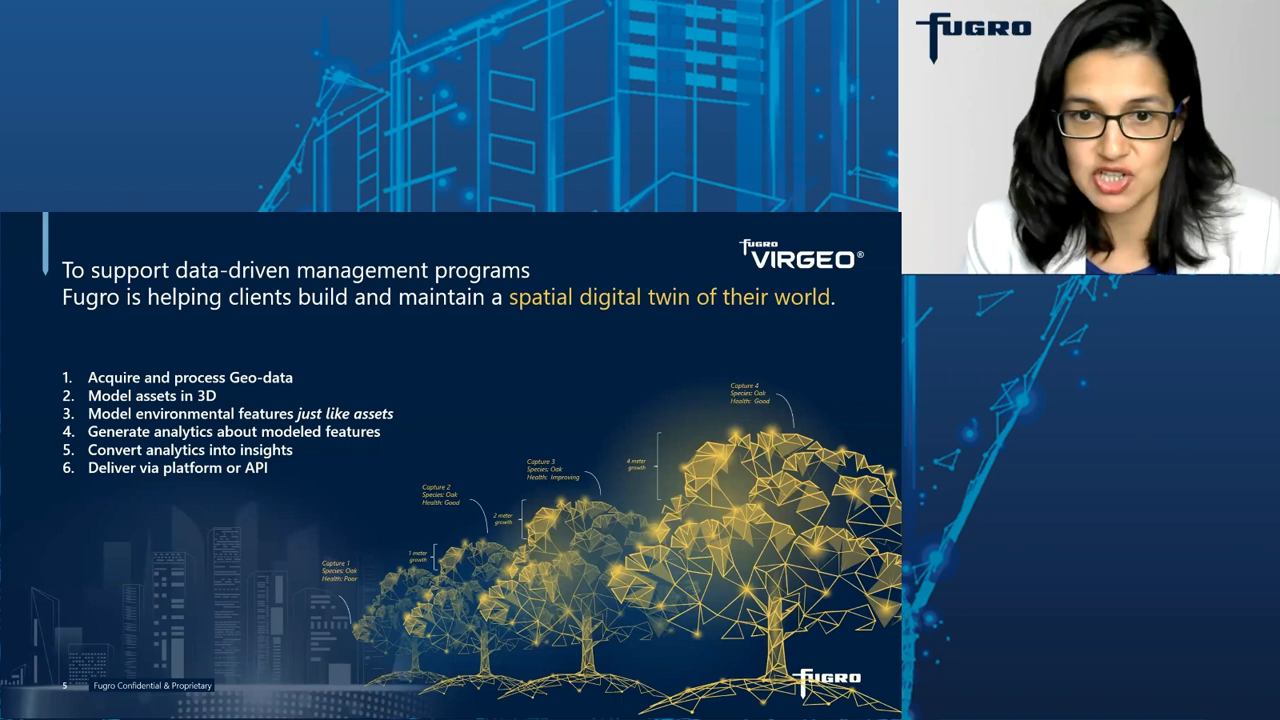 FUGRO
FUGRO
VIRGEO®
To support data-driven management programs
Fugro is helping clients build and maintain a spatial digital twin of their world.
1. Acquire and process Geo-data
2. Model assets in 3D
3. Model environmental features just like assets
4. Generate analytics about modeled features
5. Convert analytics into insights
6. Deliver via platform or API
Capture 4
Species: Oak
Health: Good
4 meter
growth
Capture 3
Species: Oak
Health: Improving
Capture 2
Species: Oak
Health: Good
2 meter
growth
1 meter
growth
Capture 1
Species: Oak
Health: Poor
5 Fugro Confidential & Proprietary
FUGRO